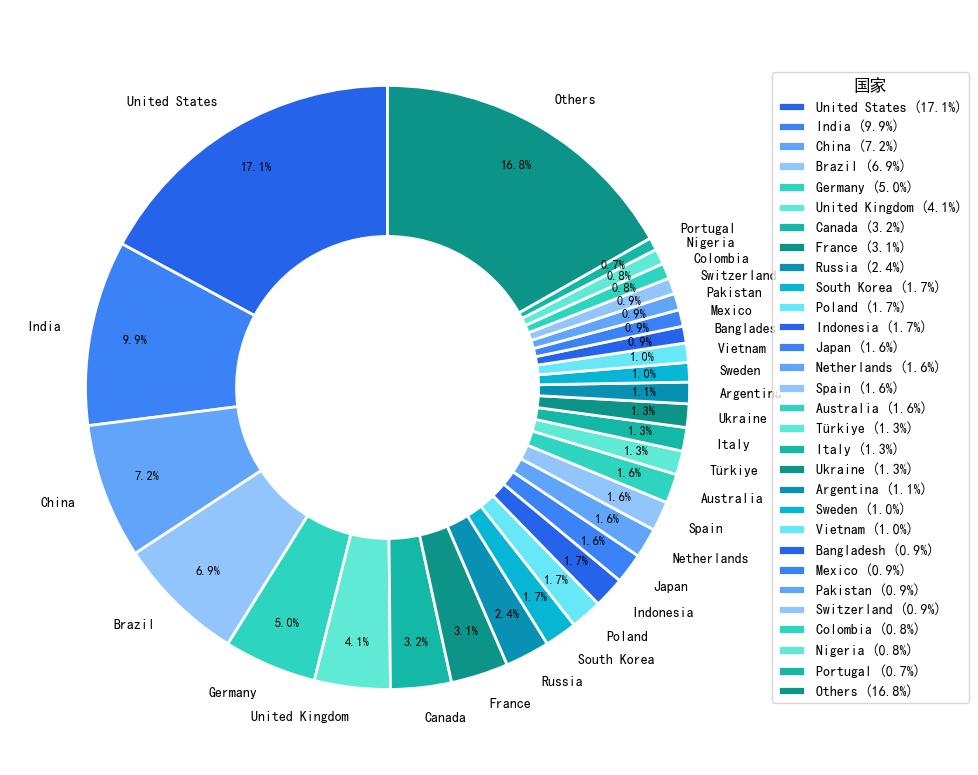 United States
Others
17.1%
16.8%
India
9.9%
China
7.2%
Brazil
6.9%
Germany
5.0%
United Kingdom
4.1%
Canada
3.2%
France
3.1%
Russia
2.4%
South Korea
1.7%
Poland
1.7%
Indonesia
1.7%
Japan
1.6%
Netherlands
1.6%
Spain
1.6%
Australia
1.6%
Türkiye
1.3%
Italy
1.3%
Ukraine
1.3%
Argentina
1.1%
Sweden
1.0%
Vietnam
1.0%
Banglades
0.9%
Mexico
0.9%
Pakistan
0.9%
Switzerland
0.9%
Colombia
0.8%
Nigeria
0.8%
Portugal
0.7%
国家
United States (17.1%)
India (9.9%)
China (7.2%)
Brazil (6.9%)
Germany (5.0%)
United Kingdom (4.1%)
Canada (3.2%)
France (3.1%)
Russia (2.4%)
South Korea (1.7%)
Poland (1.7%)
Indonesia (1.7%)
Japan (1.6%)
Netherlands (1.6%)
Spain (1.6%)
Australia (1.6%)
Türkiye (1.3%)
Italy (1.3%)
Ukraine (1.3%)
Argentina (1.1%)
Sweden (1.0%)
Vietnam (1.0%)
Bangladesh (0.9%)
Mexico (0.9%)
Pakistan (0.9%)
Switzerland (0.9%)
Colombia (0.8%)
Nigeria (0.8%)
Portugal (0.7%)
Others (16.8%)